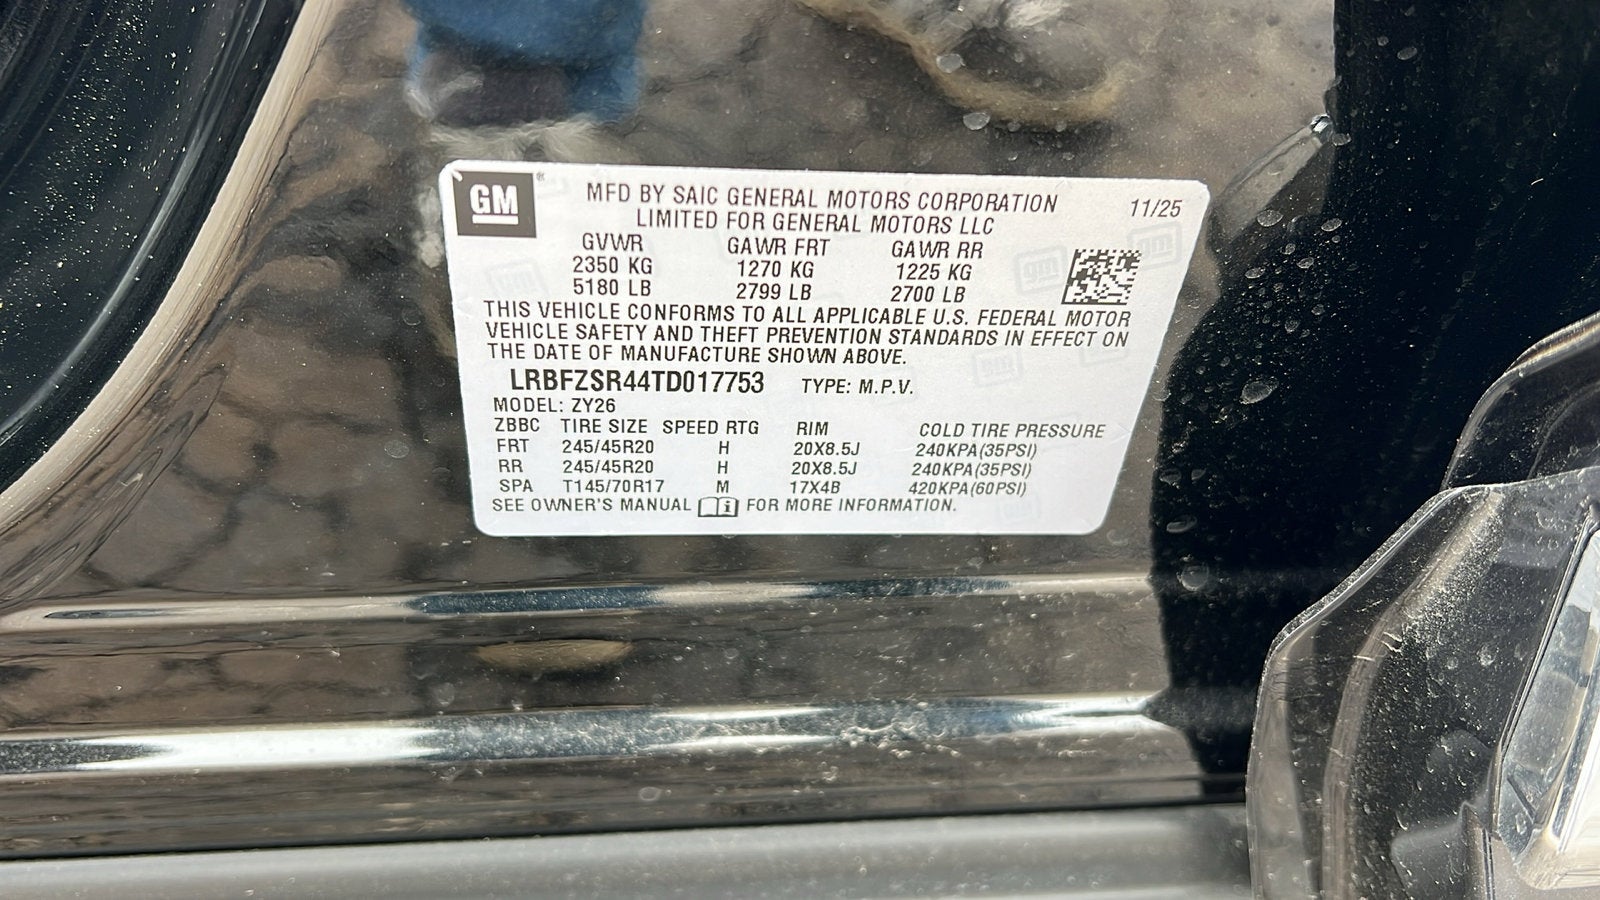 GM ®
MFD BY SAIC GENERAL MOTORS CORPORATION
LIMITED FOR GENERAL MOTORS LLC
11/25
GVWR GAWR FRT GAWR RR
2350 KG 1270 KG 1225 KG
5180 LB 2799 LB 2700 LB
THIS VEHICLE CONFORMS TO ALL APPLICABLE U.S. FEDERAL MOTOR
VEHICLE SAFETY AND THEFT PREVENTION STANDARDS IN EFFECT ON
THE DATE OF MANUFACTURE SHOWN ABOVE.
LRBFZSR44TD017753 TYPE: M.P.V.
MODEL: ZY26
ZBBC TIRE SIZE SPEED RTG RIM COLD TIRE PRESSURE
FRT 245/45R20 H 20X8.5J 240KPA(35PSI)
RR 245/45R20 H 20X8.5J 240KPA(35PSI)
SPA T145/70R17 M 17X4B 420KPA(60PSI)
SEE OWNER'S MANUAL FOR MORE INFORMATION.